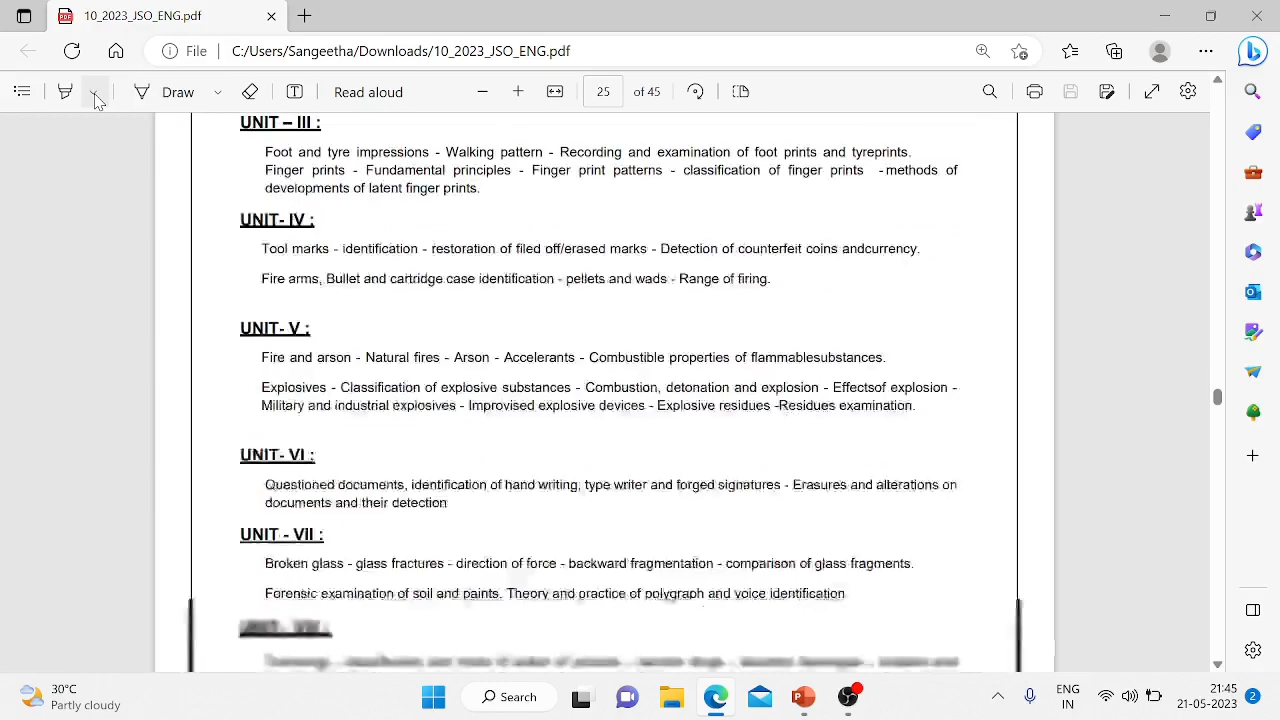 10_2023_JSO_ENG.pdf
File C:/Users/Sangeetha/Downloads/10_2023_JSO_ENG.pdf
Draw Read aloud 25 of 45
UNIT – III :
Foot and tyre impressions - Walking pattern - Recording and examination of foot prints and tyreprints.
Finger prints - Fundamental principles - Finger print patterns - classification of finger prints -methods of
developments of latent finger prints.
UNIT- IV :
Tool marks - identification - restoration of filed off/erased marks - Detection of counterfeit coins andcurrency.
Fire arms, Bullet and cartridge case identification - pellets and wads - Range of firing.
UNIT- V :
Fire and arson - Natural fires - Arson - Accelerants - Combustible properties of flammablesubstances.
Explosives - Classification of explosive substances - Combustion, detonation and explosion - Effectsof explosion -
Military and industrial explosives - Improvised explosive devices - Explosive residues -Residues examination.
UNIT- VI :
Questioned documents, identification of hand writing, type writer and forged signatures - Erasures and alterations on
documents and their detection
UNIT - VII :
Broken glass - glass fractures - direction of force - backward fragmentation - comparison of glass fragments.
Forensic examination of soil and paints. Theory and practice of polygraph and voice identification
30°C
Partly cloudy
Search
ENG
IN
21:45
21-05-2023
2